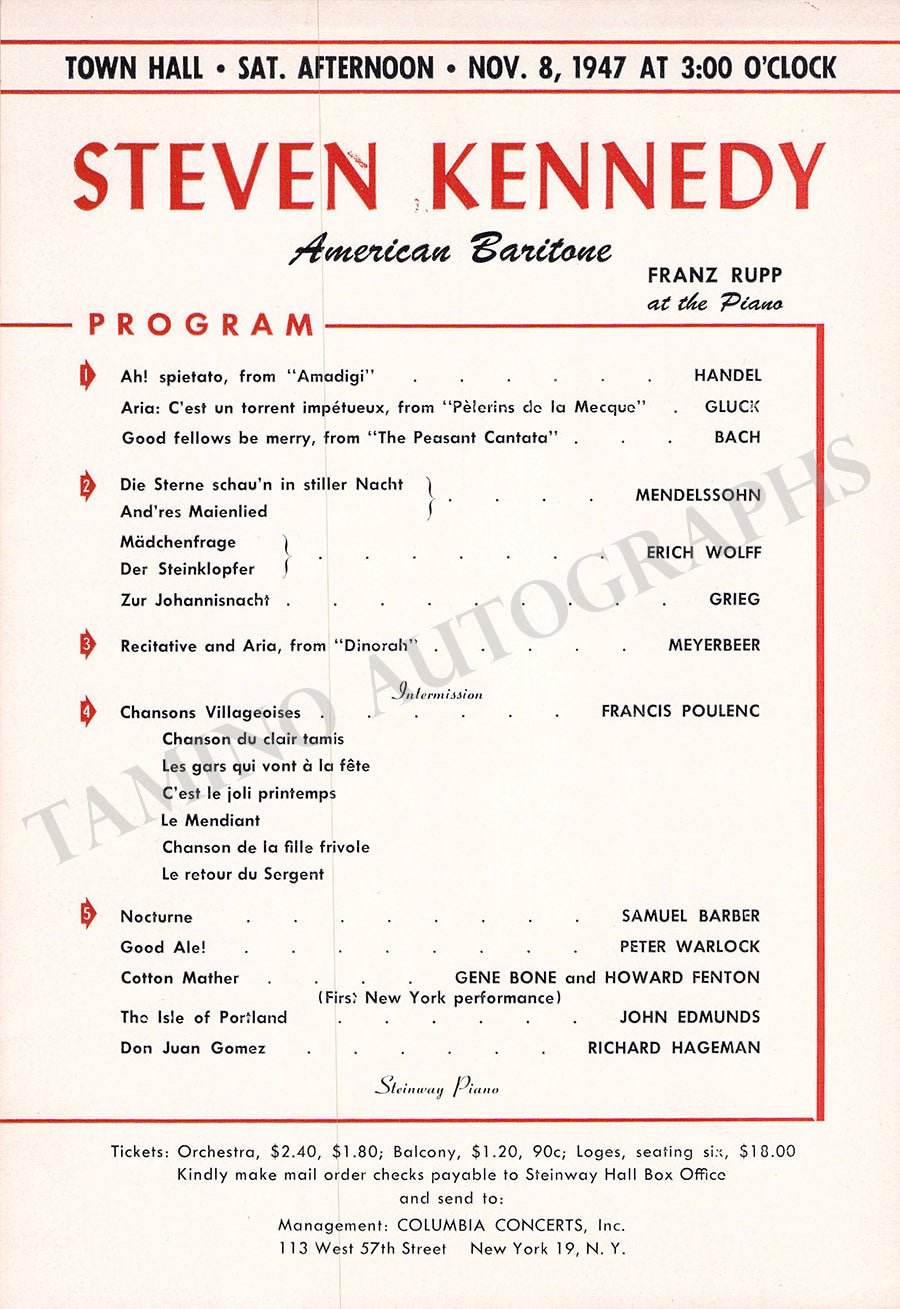 TOWN HALL • SAT. AFTERNOON • NOV. 8, 1947 AT 3:00 O'CLOCK
STEVEN KENNEDY
American Baritone
FRANZ RUPP
at the Piano
PROGRAM
1 Ah! spietato, from "Amadigi" . . . . . . HANDEL
Aria: C'est un torrent impétueux, from "Pèlerins de la Mecque" . GLUCK
Good fellows be merry, from "The Peasant Cantata" . . . BACH
2 Die Sterne schau'n in stiller Nacht
And'res Maienlied } . . . . MENDELSSOHN
Mädchenfrage
Der Steinklopfer } . . . . . . . ERICH WOLFF
Zur Johannisnacht . . . . . . . . . GRIEG
3 Recitative and Aria, from "Dinorah" . . . . . MEYERBEER
Intermission
4 Chansons Villageoises . . . . . . FRANCIS POULENC
Chanson du clair tamis
Les gars qui vont à la fête
C'est le joli printemps
Le Mendiant
Chanson de la fille frivole
Le retour du Sergent
5 Nocturne . . . . . . . . SAMUEL BARBER
Good Ale! . . . . . . . . PETER WARLOCK
Cotton Mather . . . . GENE BONE and HOWARD FENTON
(First New York performance)
The Isle of Portland . . . . . . JOHN EDMUNDS
Don Juan Gomez . . . . . . RICHARD HAGEMAN
Steinway Piano
Tickets: Orchestra, $2.40, $1.80; Balcony, $1.20, 90c; Loges, seating six, $18.00
Kindly make mail order checks payable to Steinway Hall Box Office
and send to:
Management: COLUMBIA CONCERTS, Inc.
113 West 57th Street New York 19, N. Y.
TAMINO AUTOGRAPHS